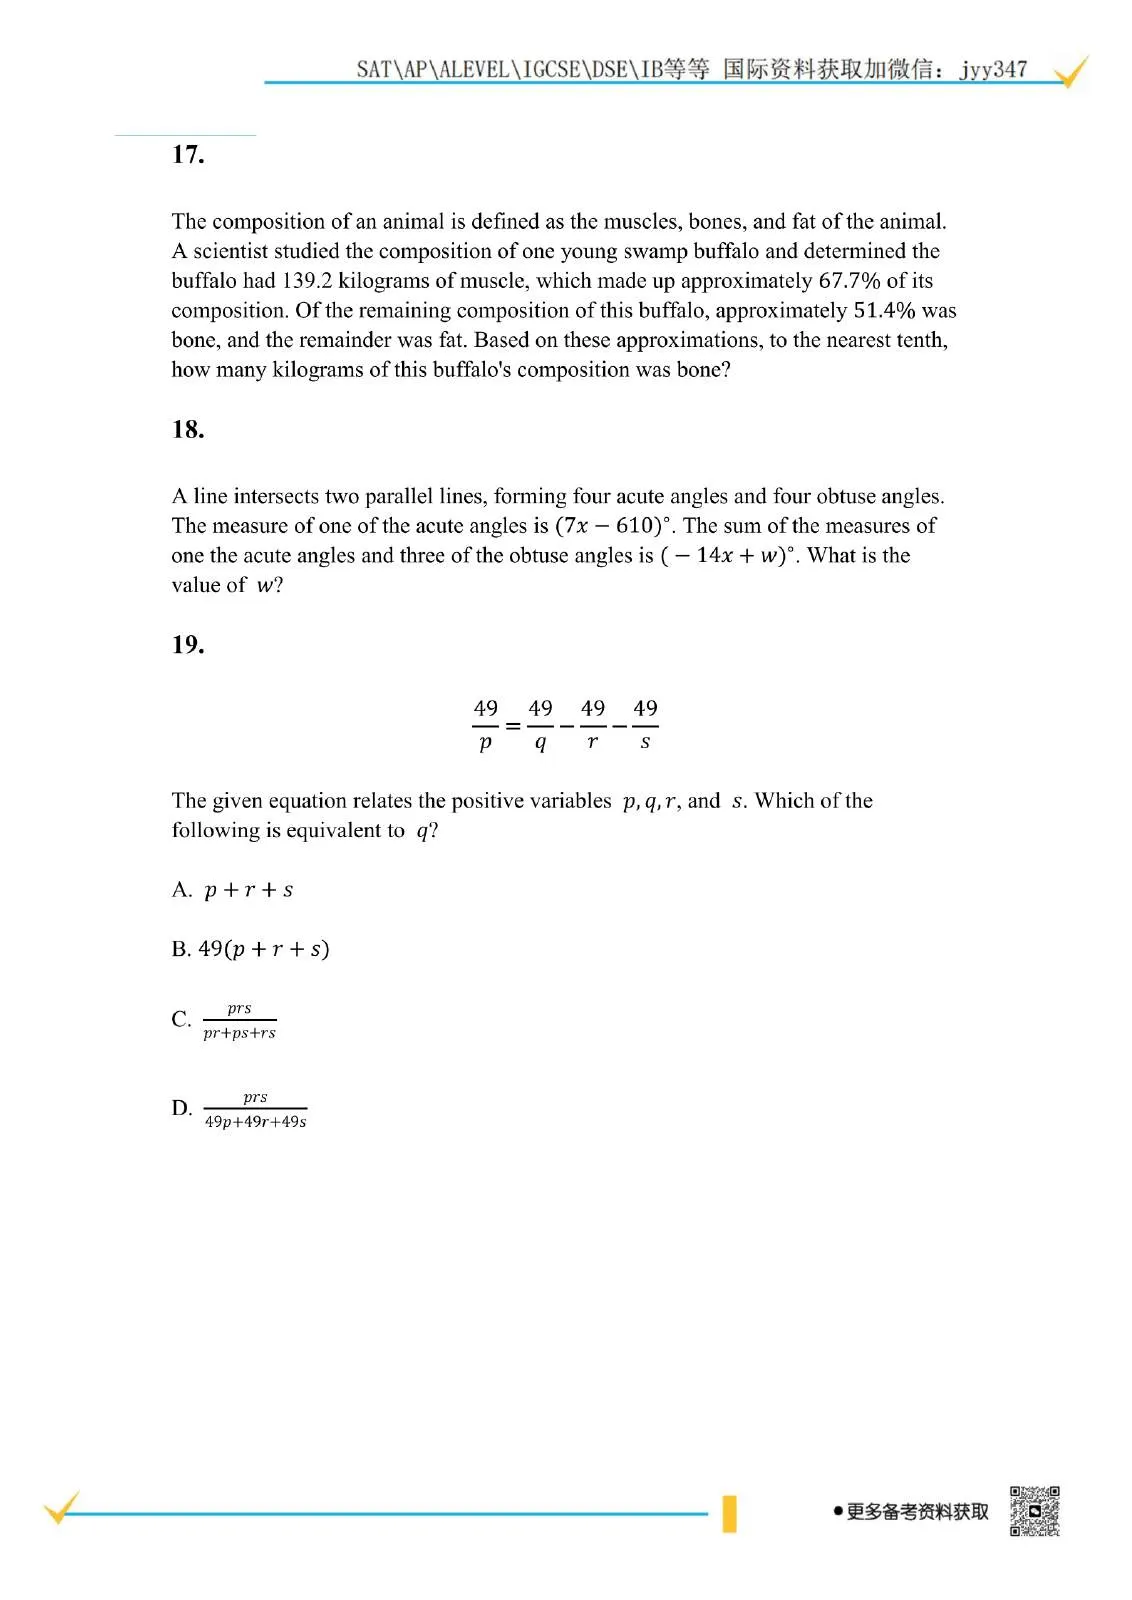 SAT\AP\ALEVEL\IGCSE\DSE\IB等等 国际资料获取加微信：jyy347
17.
The composition of an animal is defined as the muscles, bones, and fat of the animal.
A scientist studied the composition of one young swamp buffalo and determined the
buffalo had 139.2 kilograms of muscle, which made up approximately 67.7% of its
composition. Of the remaining composition of this buffalo, approximately 51.4% was
bone, and the remainder was fat. Based on these approximations, to the nearest tenth,
how many kilograms of this buffalo's composition was bone?
18.
A line intersects two parallel lines, forming four acute angles and four obtuse angles.
The measure of one of the acute angles is (7x − 610)°. The sum of the measures of
one the acute angles and three of the obtuse angles is ( − 14x + w)°. What is the
value of w?
19.
49/p = 49/q − 49/r − 49/s
The given equation relates the positive variables p, q, r, and s. Which of the
following is equivalent to q?
A. p + r + s
B. 49(p + r + s)
C. prs/(pr+ps+rs)
D. prs/(49p+49r+49s)
●更多备考资料获取